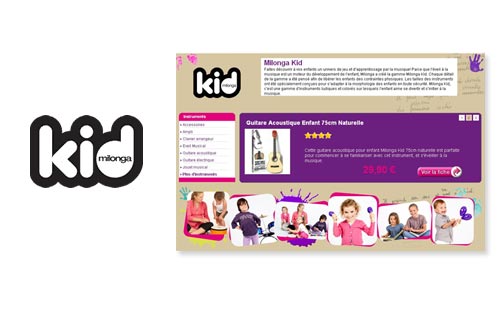 kid
milonga
kid
milonga
Milonga Kid
Faites découvrir à vos enfants un univers de jeu et d'apprentissage par la musique! Parce que l'éveil à la
musique est un moteur du développement de l'enfant, Milonga a créé la gamme Milonga Kid. Chaque détail
de la gamme a été pensé afin de libérer les enfants des contraintes propres. Les tailles des instruments
ont été spécialement conçues pour s'adapter à la morphologie des enfants en toute sécurité. Milonga Kid,
c'est une gamme d'instruments ludiques et colorés sur lesquels l'enfant aime se divertir et s'initier à la
musique.
Instruments
Accessoires
Vinyls
Clavier arrangeur
Eveil Musical
Guitare acoustique
Guitare électrique
Jouet musical
Plus d'instruments
Guitare Acoustique Enfant 75cm Naturelle
Cette guitare acoustique pour enfant Milonga Kid 75cm naturelle est parfaite
pour commencer à se familiariser avec cet instrument, et s'éveiller à la
musique.
29,90 €
Voir la fiche